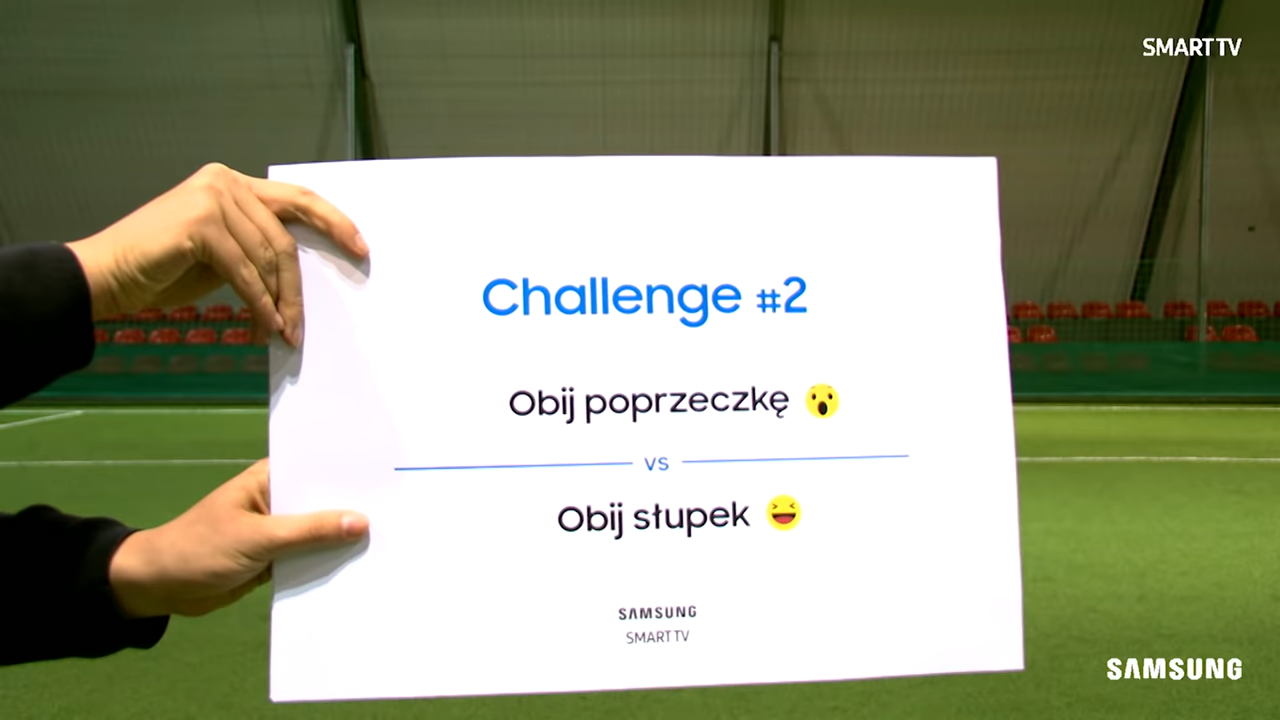 SMART TV
Challenge #2
Obij poprzeczkę 😮
vs
Obij słupek 😆
SAMSUNG
SMART TV
SAMSUNG